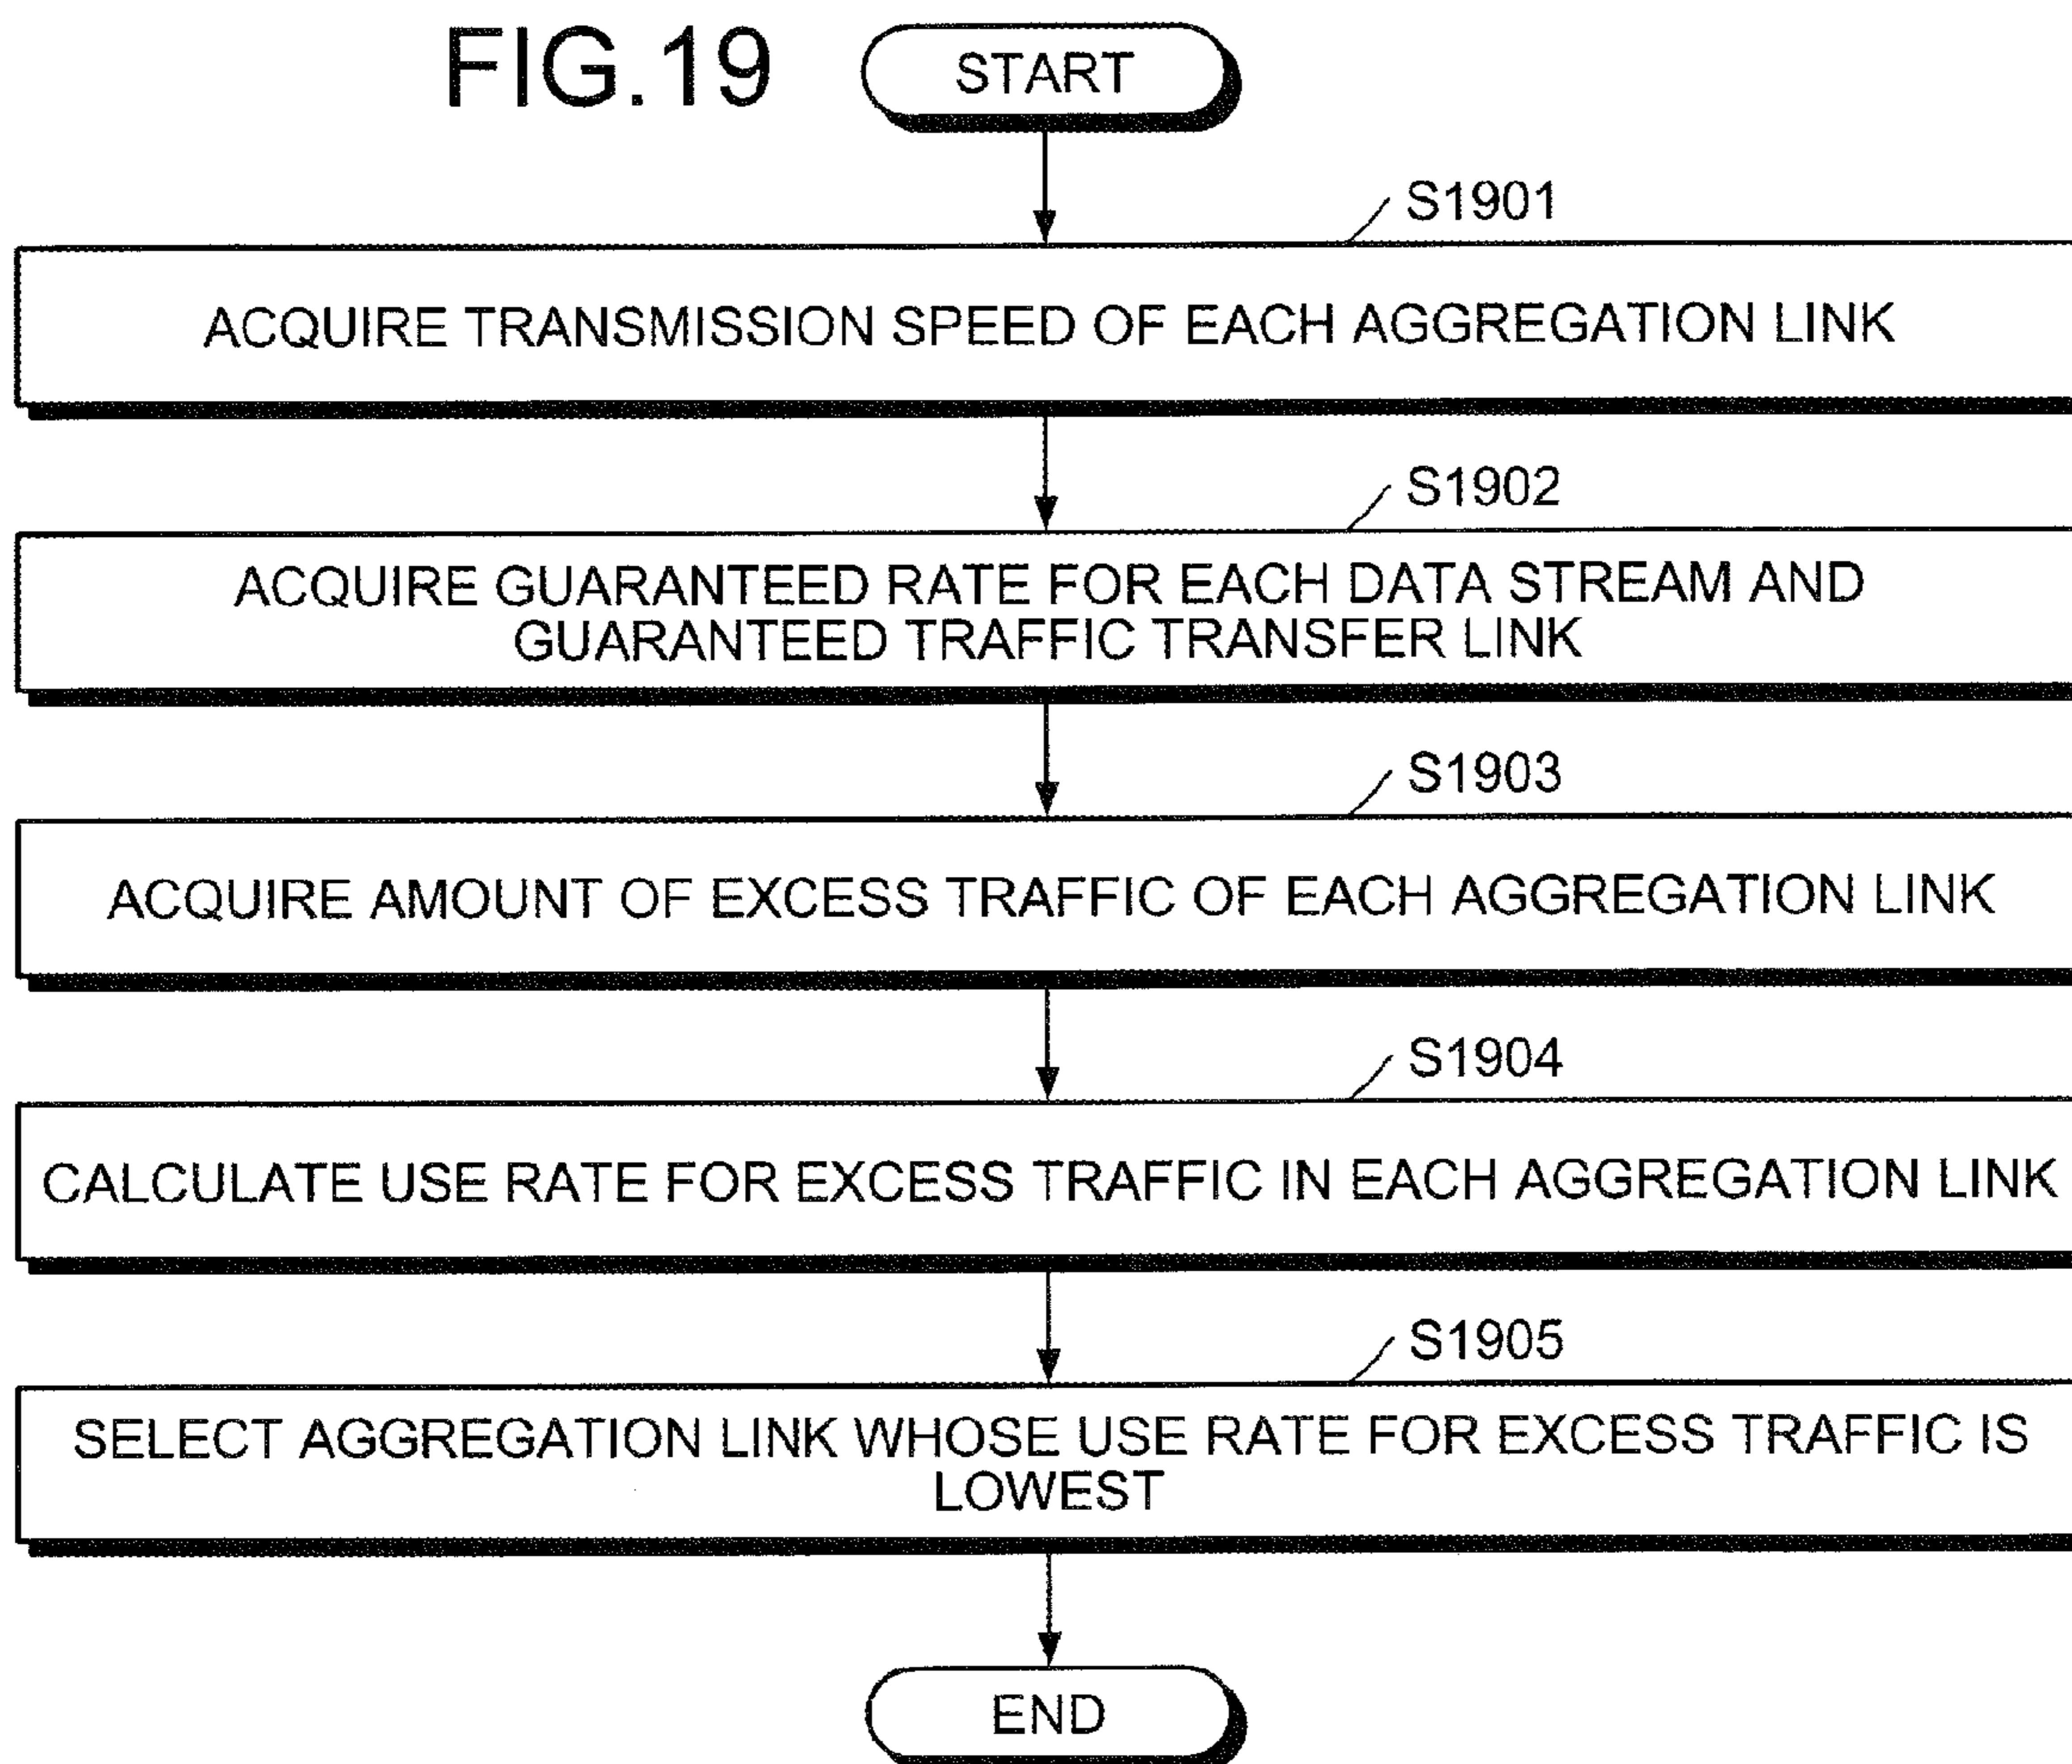 FIG.19
START
S1901
ACQUIRE TRANSMISSION SPEED OF EACH AGGREGATION LINK
S1902
ACQUIRE GUARANTEED RATE FOR EACH DATA STREAM AND
GUARANTEED TRAFFIC TRANSFER LINK
S1903
ACQUIRE AMOUNT OF EXCESS TRAFFIC OF EACH AGGREGATION LINK
S1904
CALCULATE USE RATE FOR EXCESS TRAFFIC IN EACH AGGREGATION LINK
S1905
SELECT AGGREGATION LINK WHOSE USE RATE FOR EXCESS TRAFFIC IS
LOWEST
END